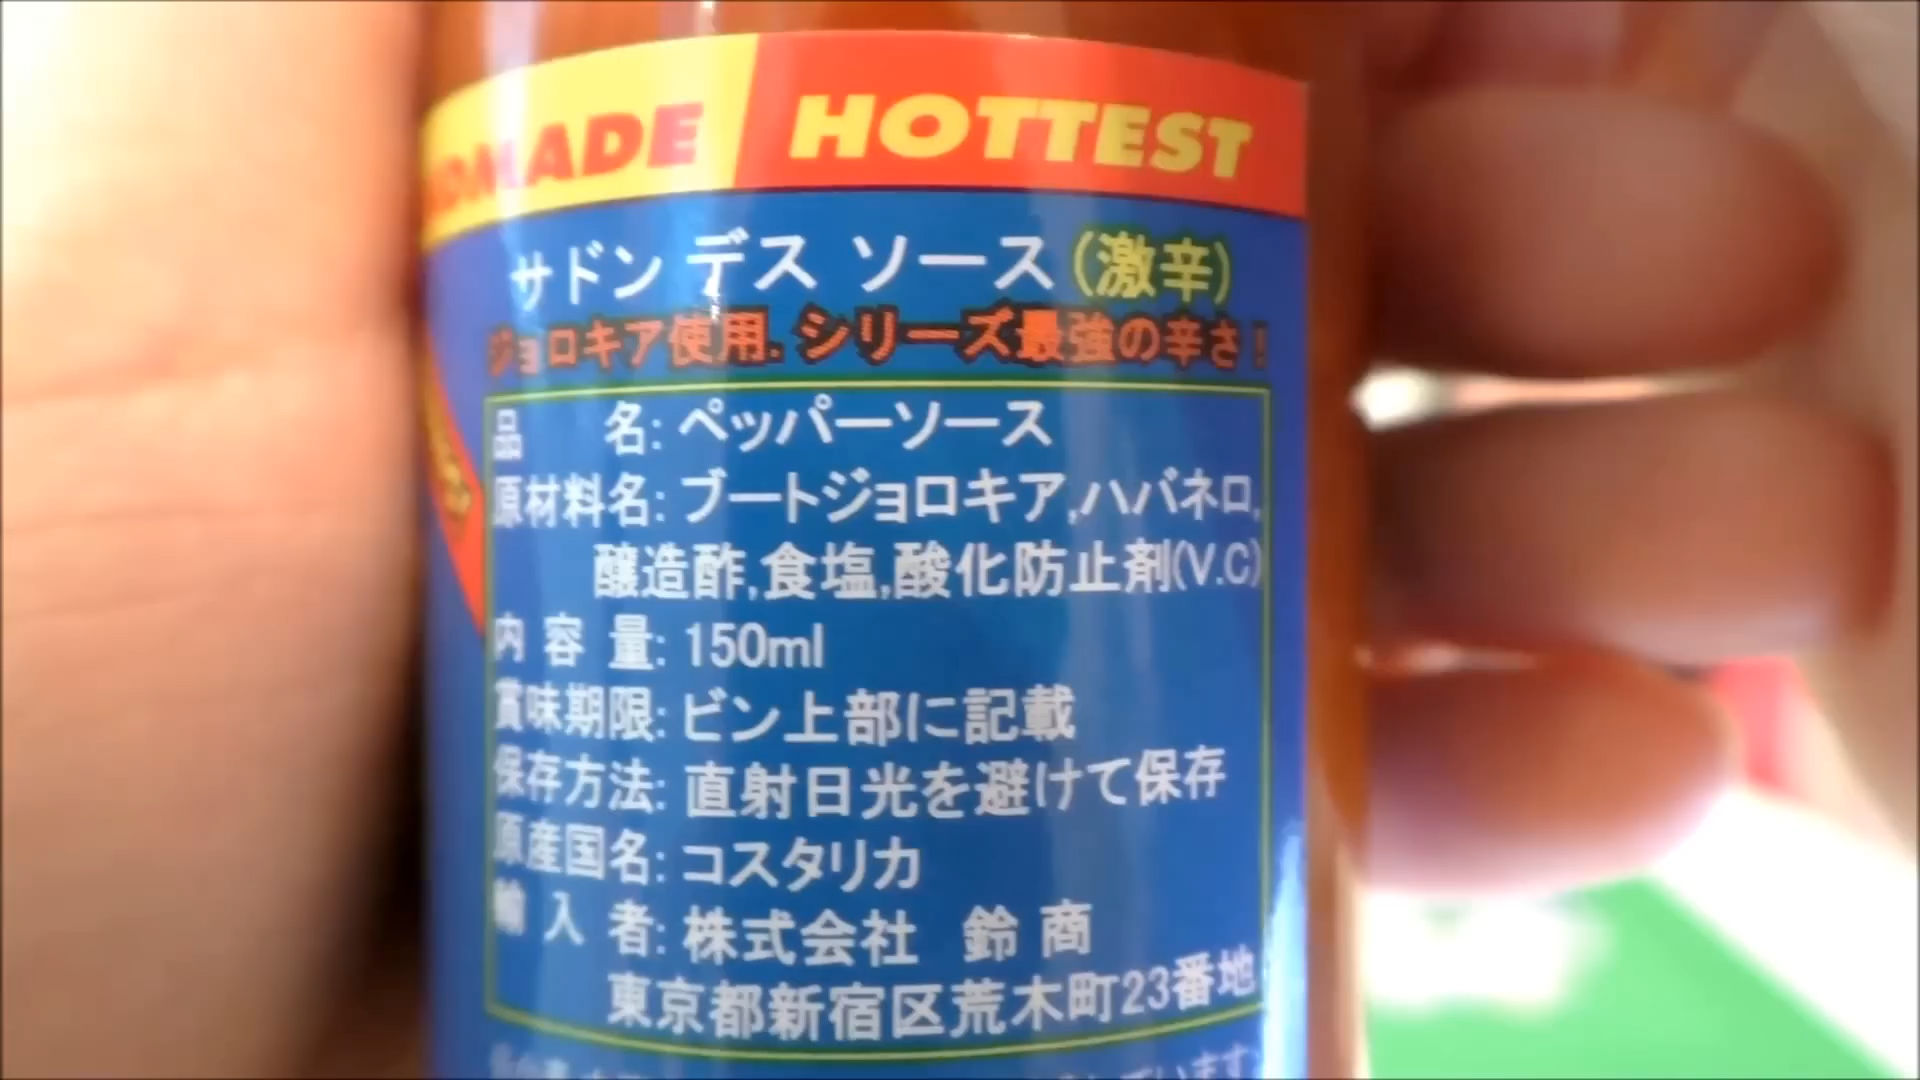 MADE HOTTEST
サドン デス ソース(激辛)
ジョロキア使用.シリーズ最強の辛さ!
品 名: ペッパーソース
原材料名: ブートジョロキア,ハバネロ,
醸造酢,食塩,酸化防止剤(V.C)
内 容 量: 150ml
賞味期限: ビン上部に記載
保存方法: 直射日光を避けて保存
原産国名: コスタリカ
輸 入 者: 株式会社 鈴 商
東京都新宿区荒木町23番地
ています